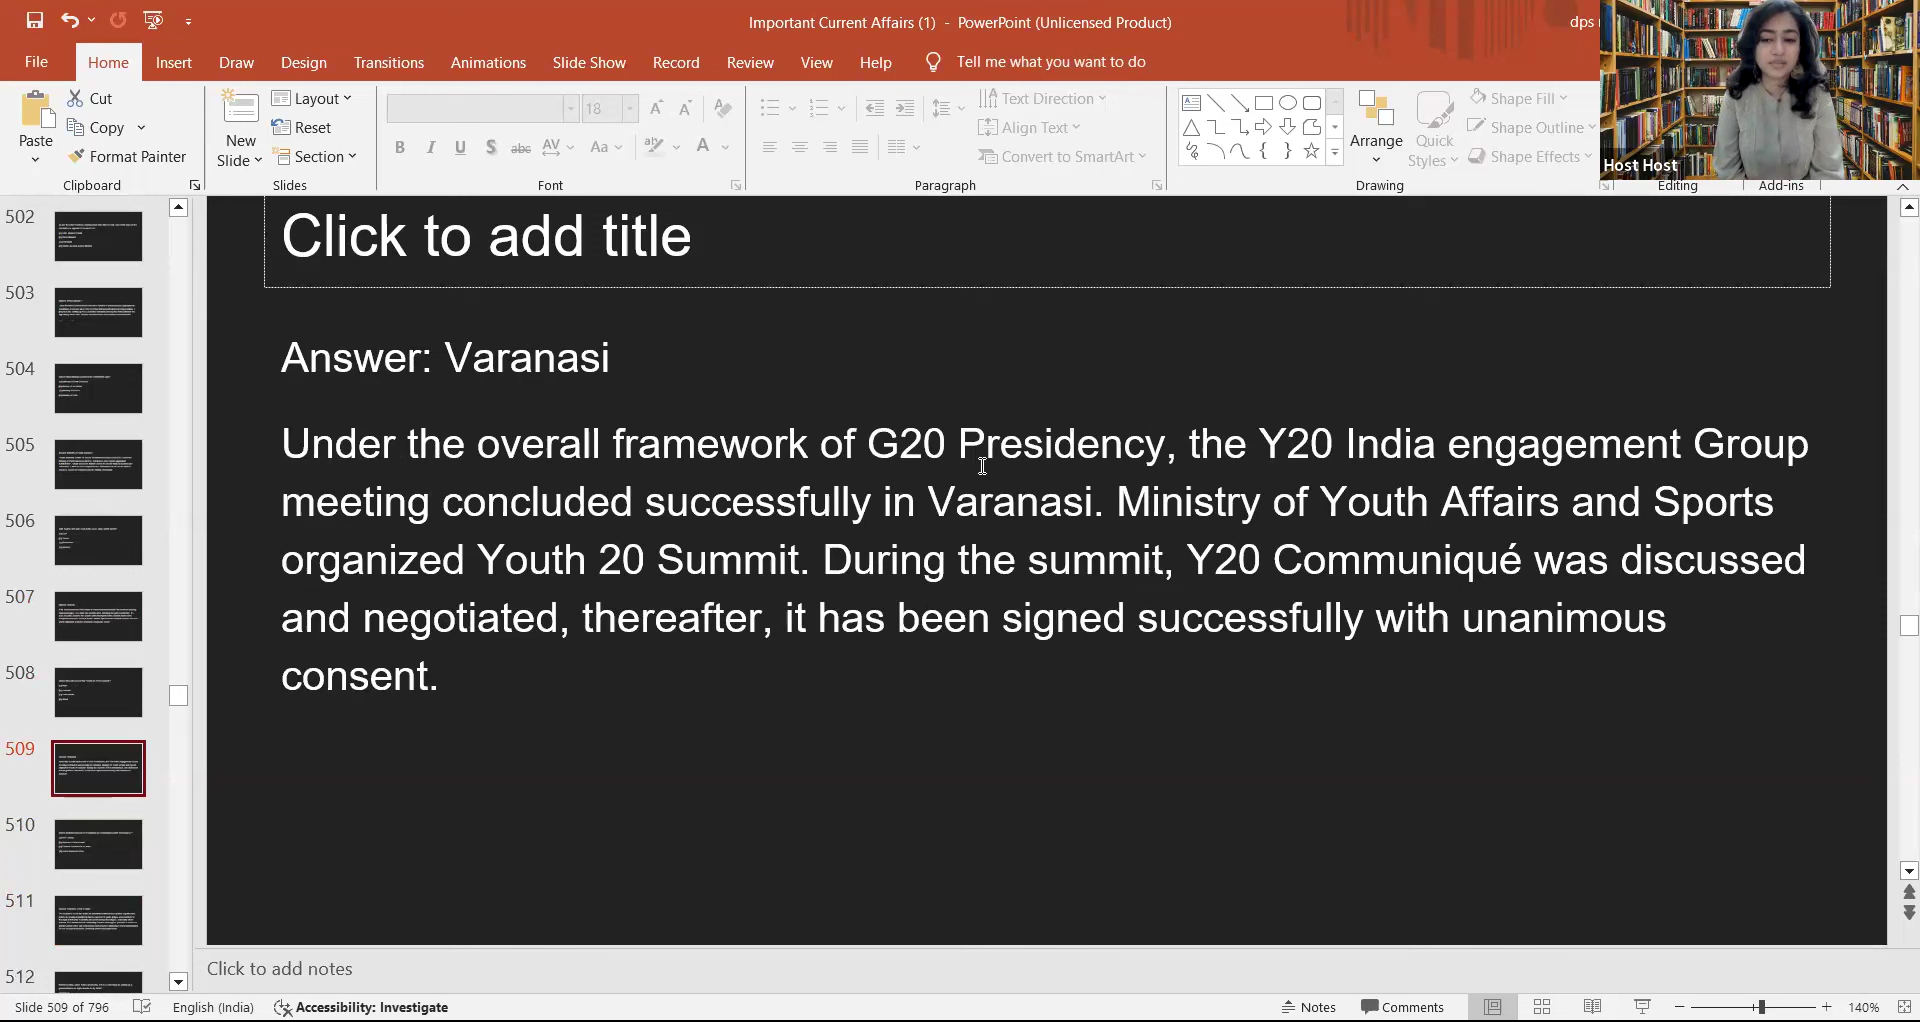 Important Current Affairs (1) - PowerPoint (Unlicensed Product)
dps
File Home Insert Draw Design Transitions Animations Slide Show Record Review View Help Tell me what you want to do
Paste
Cut
Copy
Format Painter
Clipboard
New
Slide
Layout
Reset
Section
Slides
18
B I U S abc AV Aa A
Font
Paragraph
Text Direction
Align Text
Convert to SmartArt
Arrange
Quick
Styles
Shape Fill
Shape Outline
Shape Effects
Drawing
Editing
Add-ins
Host Host
502
503
504
505
506
507
508
509
510
511
512
Click to add title
Answer: Varanasi
Under the overall framework of G20 Presidency, the Y20 India engagement Group
meeting concluded successfully in Varanasi. Ministry of Youth Affairs and Sports
organized Youth 20 Summit. During the summit, Y20 Communiqué was discussed
and negotiated, thereafter, it has been signed successfully with unanimous
consent.
Click to add notes
Slide 509 of 796 English (India) Accessibility: Investigate Notes Comments 140%